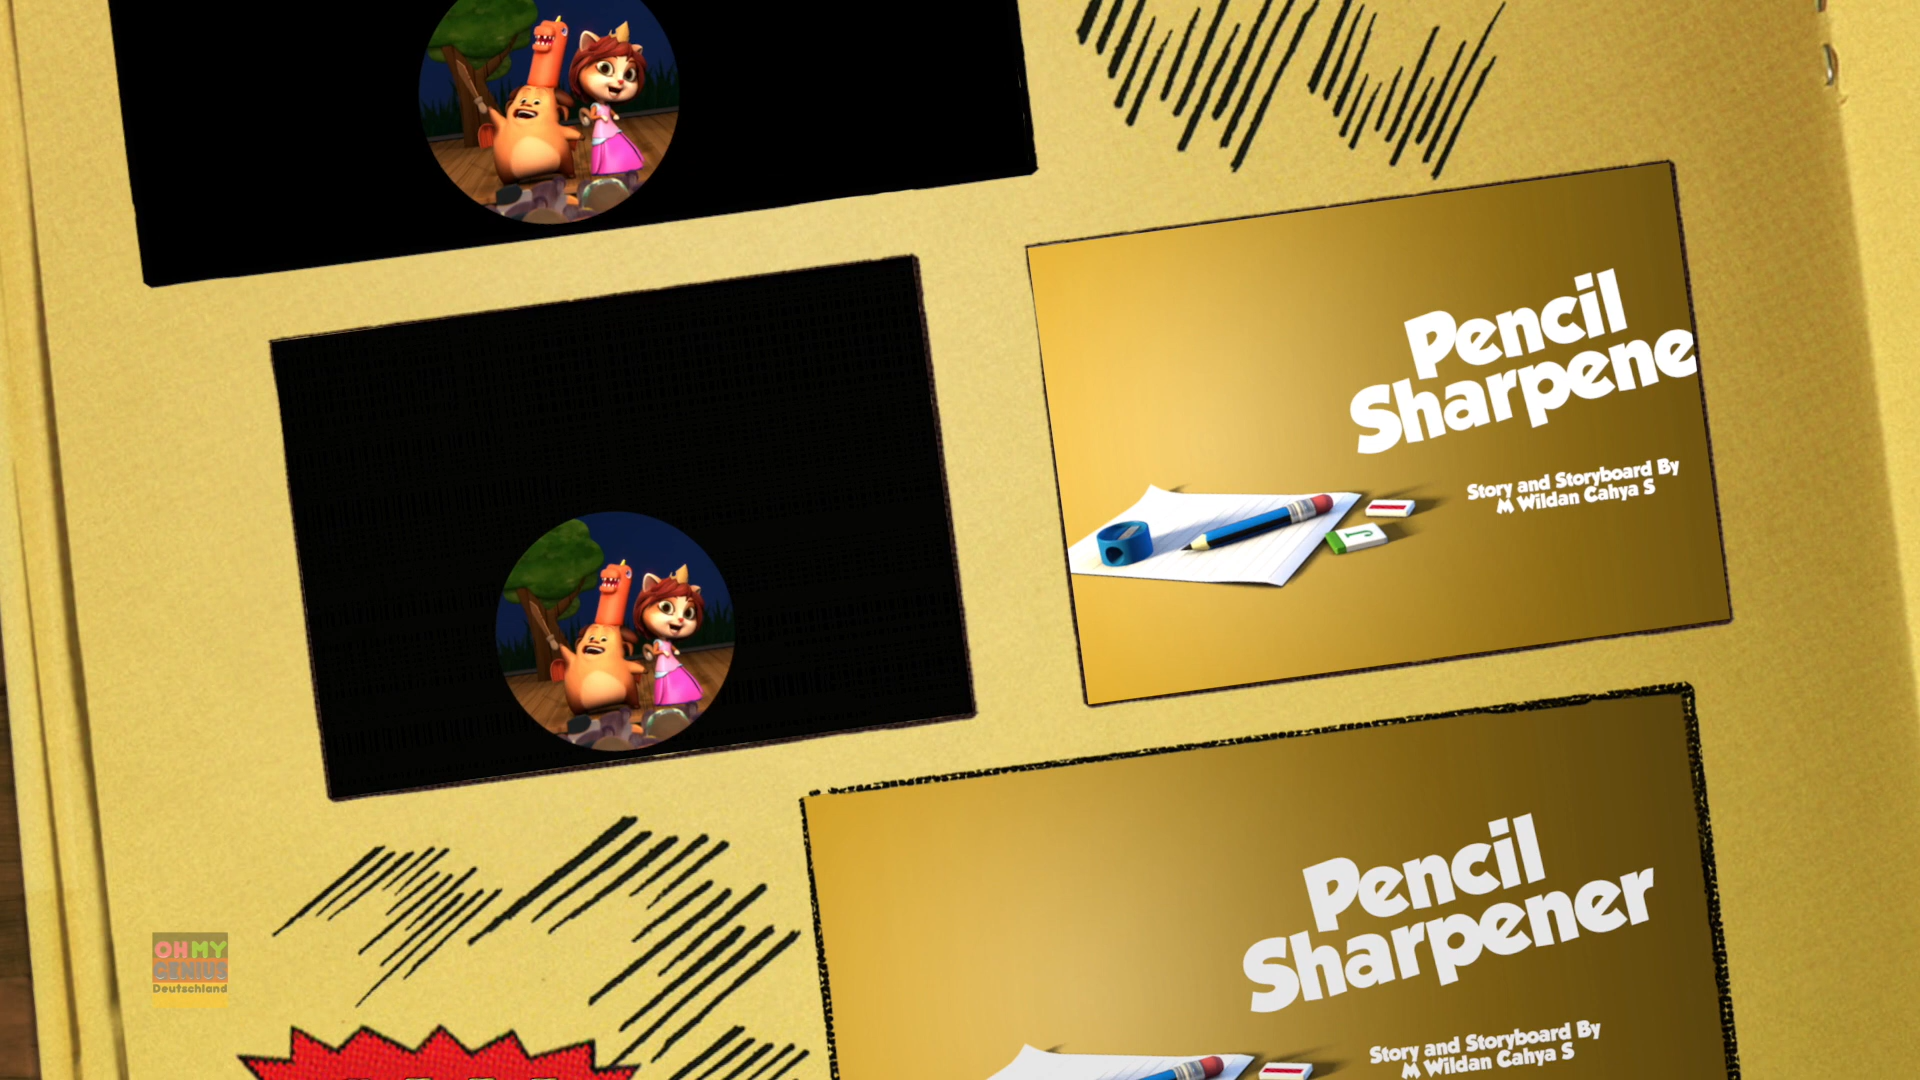 Pencil
Sharpene
Story and Storyboard By
M Wildan Cahya S
Pencil
Sharpener
Story and Storyboard By
M Wildan Cahya S
J
OH MY
GENIUS
Deutschland